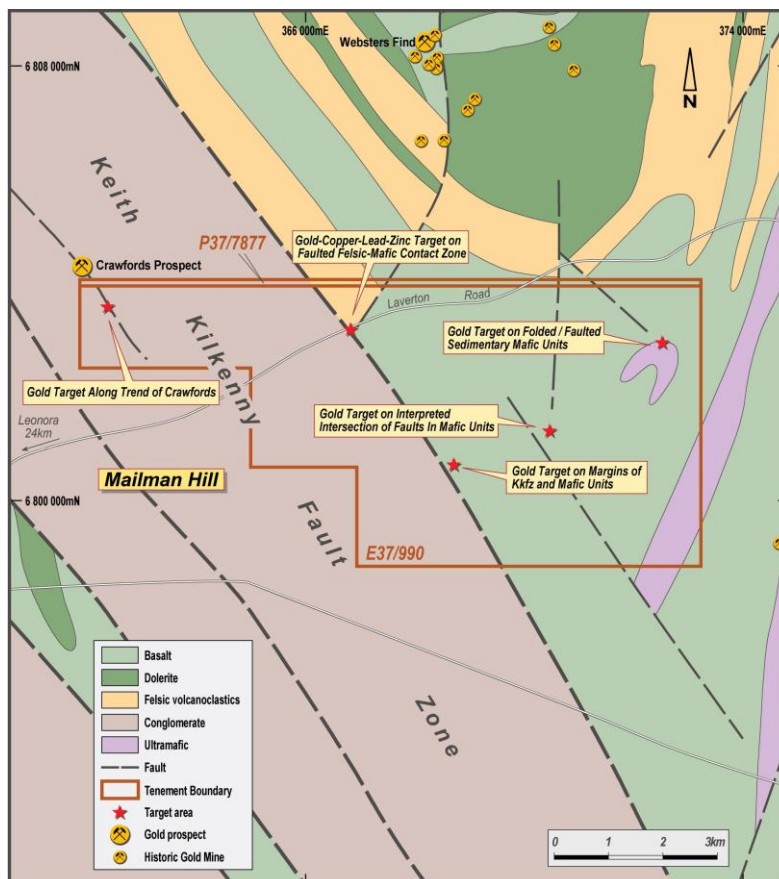 366 000mE
374 000mE
Websters Find
6 808 000mN
N
Keith
P37/7877
Gold-Copper-Lead-Zinc Target on
Faulted Felsic-Mafic Contact Zone
Crawfords Prospect
Laverton Road
Kilkenny
Gold Target on Folded / Faulted
Sedimentary Mafic Units
Gold Target Along Trend of Crawfords
Leonora
24km
Gold Target on Interpreted
Intersection of Faults In Mafic Units
Mailman Hill
Gold Target on Margins of
Kkfz and Mafic Units
6 800 000mN
Fault
E37/990
Zone
Basalt
Dolerite
Felsic volcanoclastics
Conglomerate
Ultramafic
Fault
Tenement Boundary
Target area
Gold prospect
Historic Gold Mine
0 1 2 3km